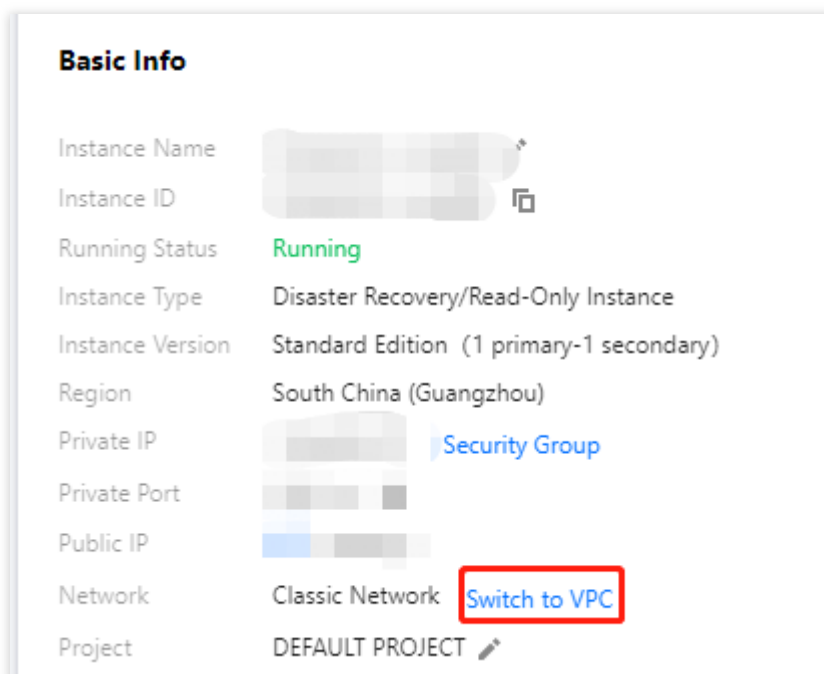 Basic Info
Instance Name
Instance ID
Running Status Running
Instance Type Disaster Recovery/Read-Only Instance
Instance Version Standard Edition (1 primary-1 secondary)
Region South China (Guangzhou)
Private IP Security Group
Private Port
Public IP
Network Classic Network Switch to VPC
Project DEFAULT PROJECT